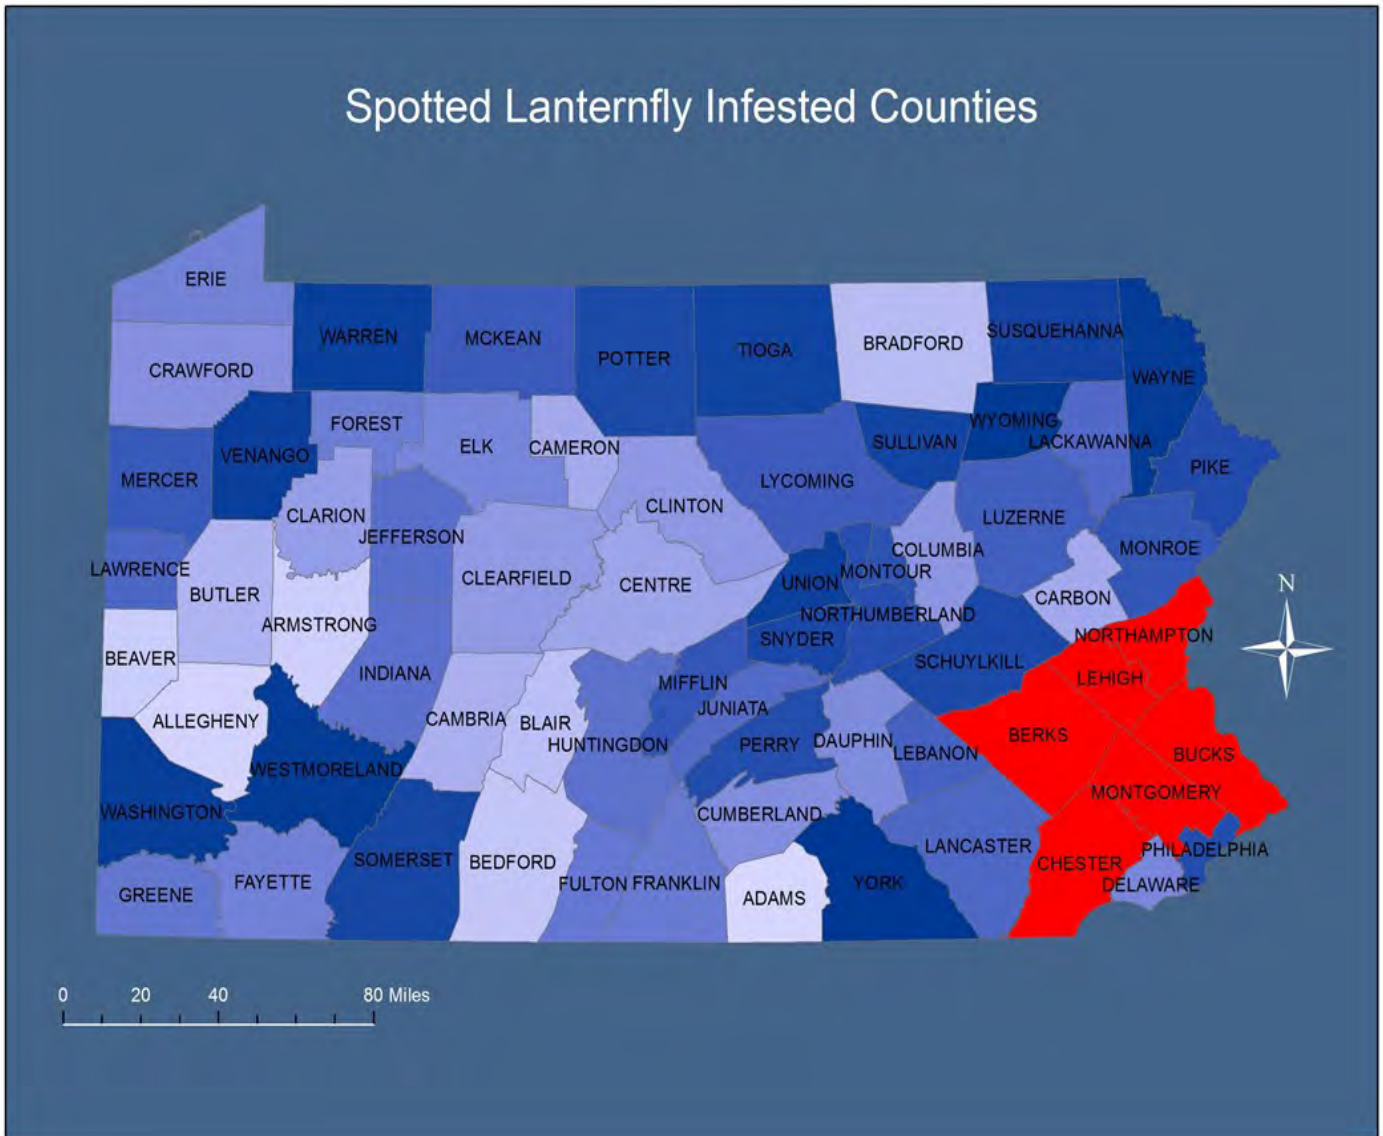 Spotted Lanternfly Infested Counties
ERIE
WARREN
MCKEAN
POTTER
TIOGA
BRADFORD
SUSQUEHANNA
CRAWFORD
WAYNE
FOREST
WYOMING
VENANGO
ELK
CAMERON
SULLIVAN
LACKAWANNA
MERCER
LYCOMING
PIKE
CLARION
CLINTON
LUZERNE
JEFFERSON
COLUMBIA
MONROE
LAWRENCE
CLEARFIELD
MONTOUR
BUTLER
CENTRE
UNION
CARBON
N
ARMSTRONG
NORTHUMBERLAND
SNYDER
NORTHAMPTON
BEAVER
SCHUYLKILL
INDIANA
MIFFLIN
LEHIGH
ALLEGHENY
CAMBRIA
BLAIR
JUNIATA
HUNTINGDON
PERRY
DAUPHIN
LEBANON
BERKS
BUCKS
WESTMORELAND
MONTGOMERY
WASHINGTON
CUMBERLAND
LANCASTER
PHILADELPHIA
SOMERSET
BEDFORD
CHESTER
GREENE
FAYETTE
FULTON
FRANKLIN
ADAMS
YORK
DELAWARE
0 20 40 80 Miles